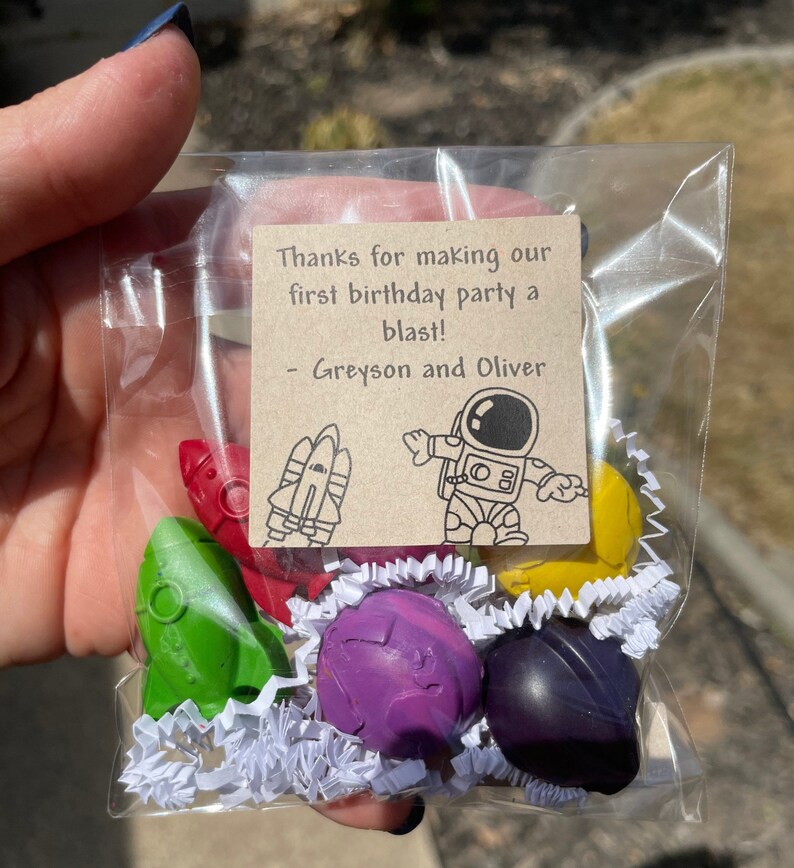 Thanks for making our
first birthday party a
blast!
- Greyson and Oliver